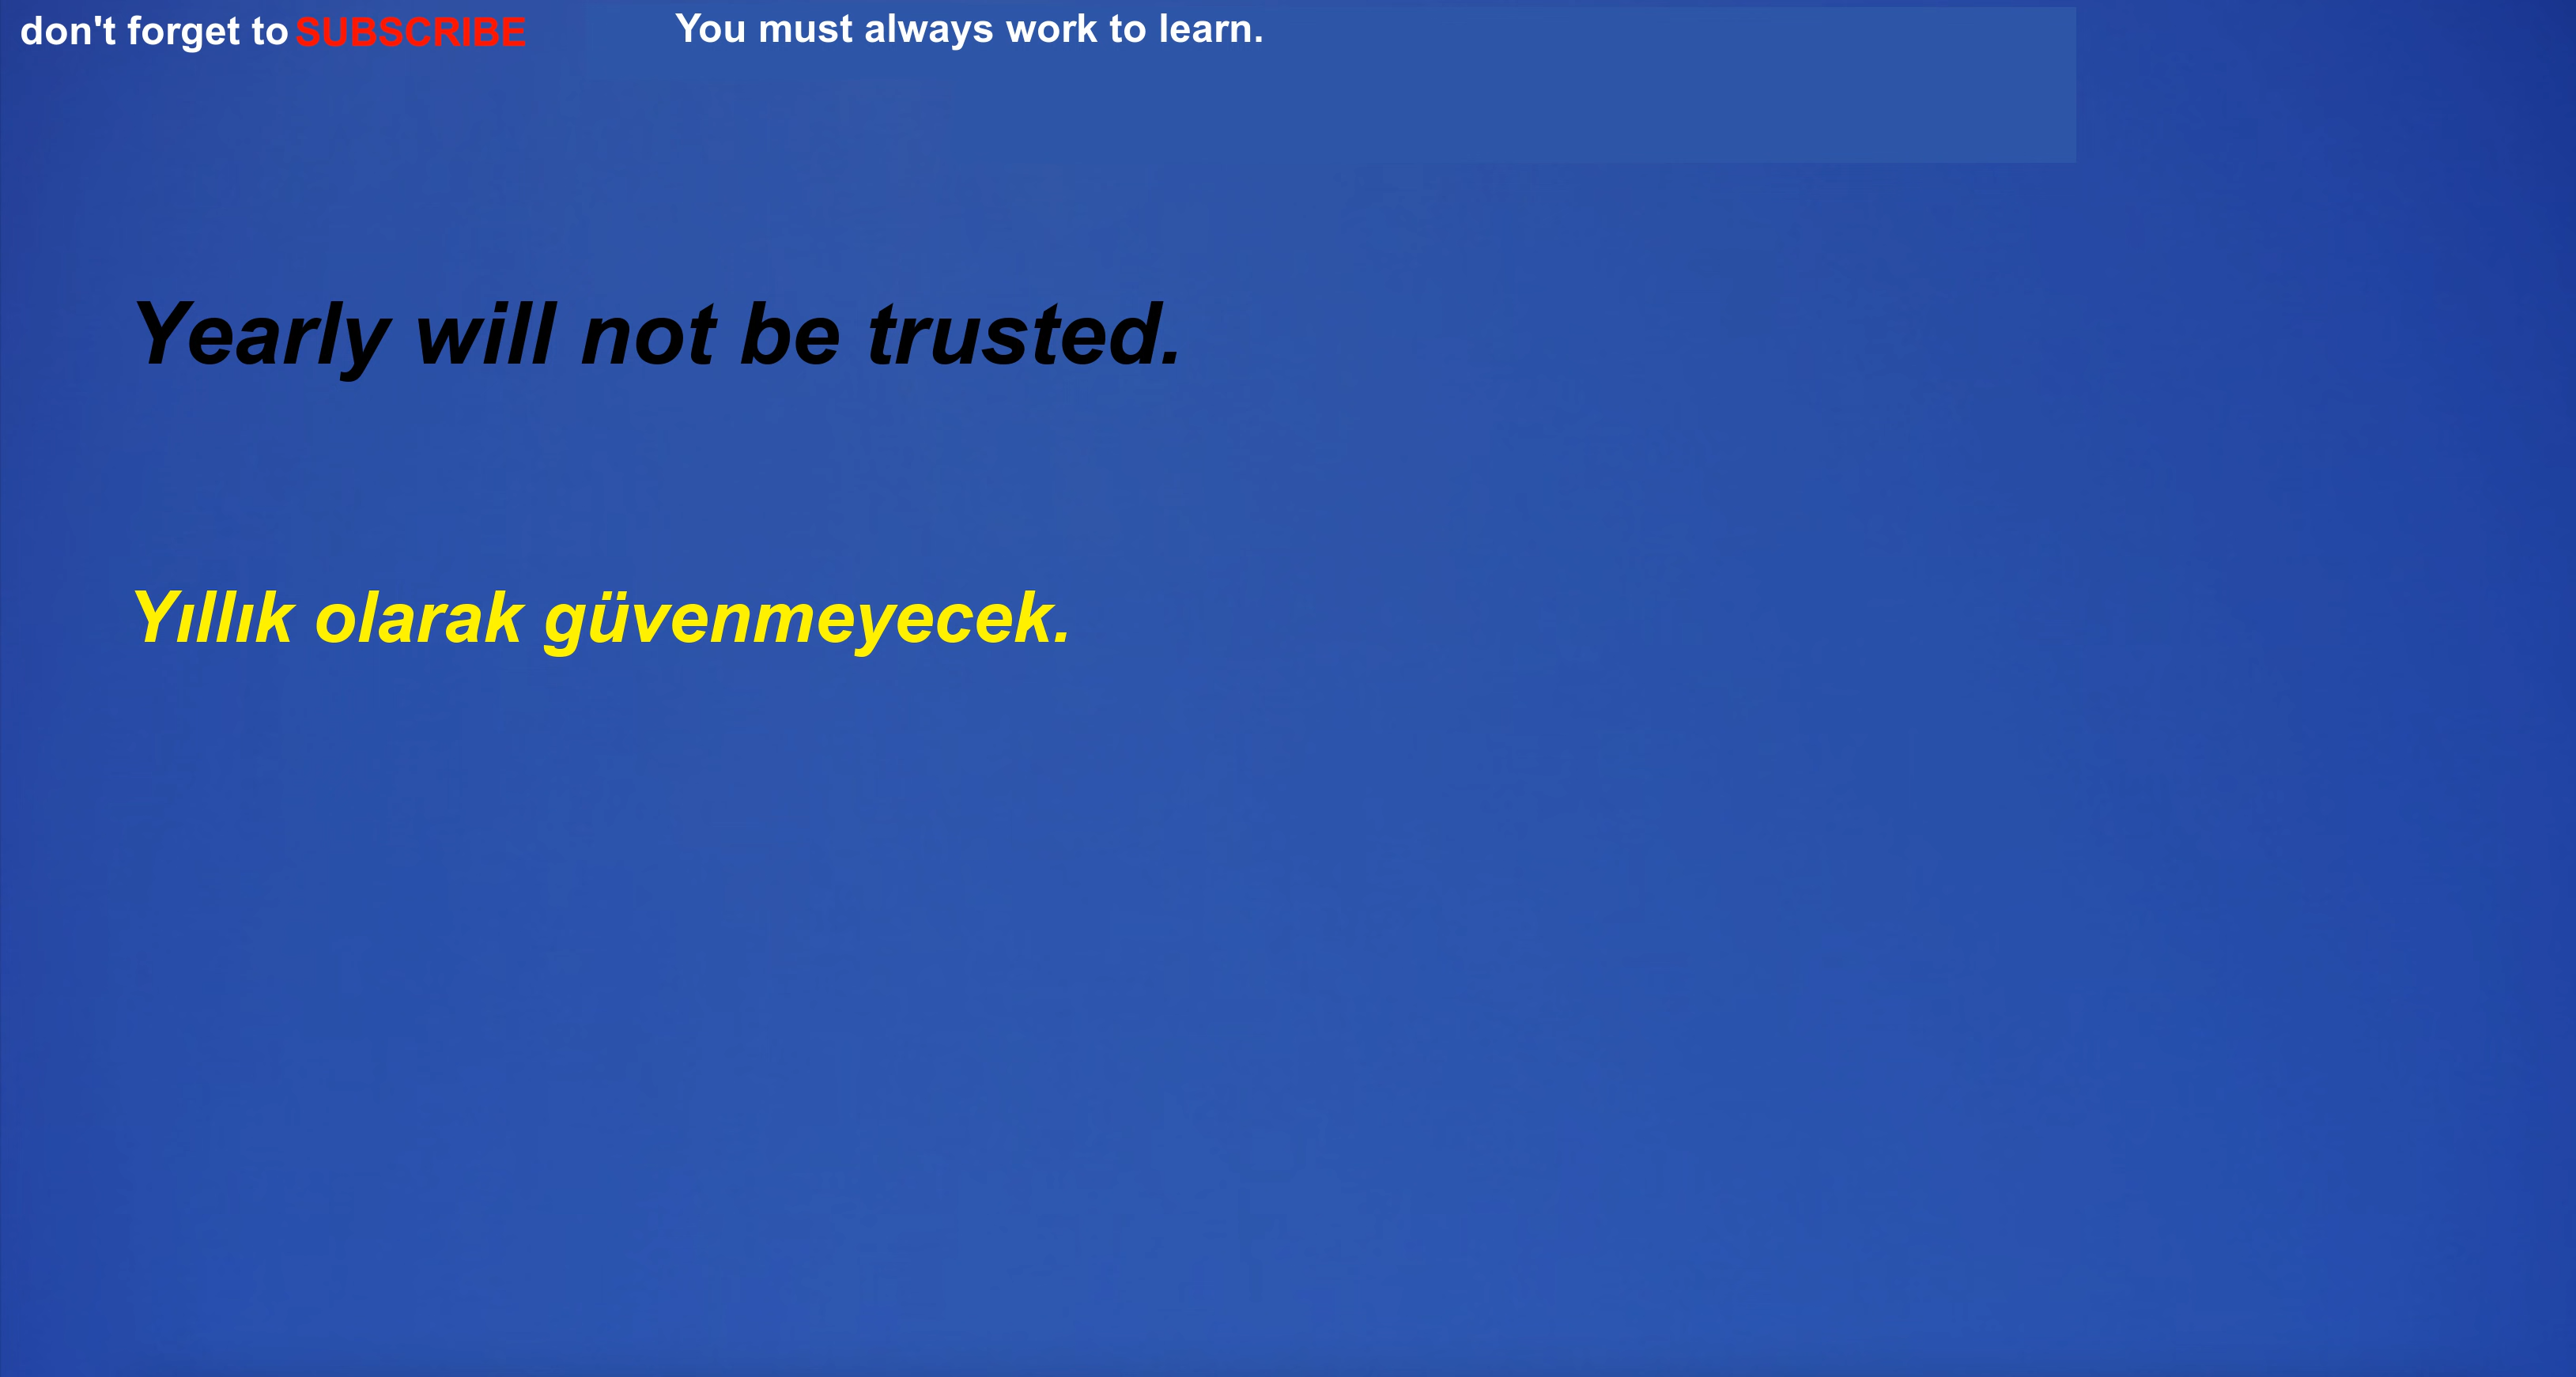 don't forget to SUBSCRIBE
You must always work to learn.
Yearly will not be trusted.
Yıllık olarak güvenmeyecek.